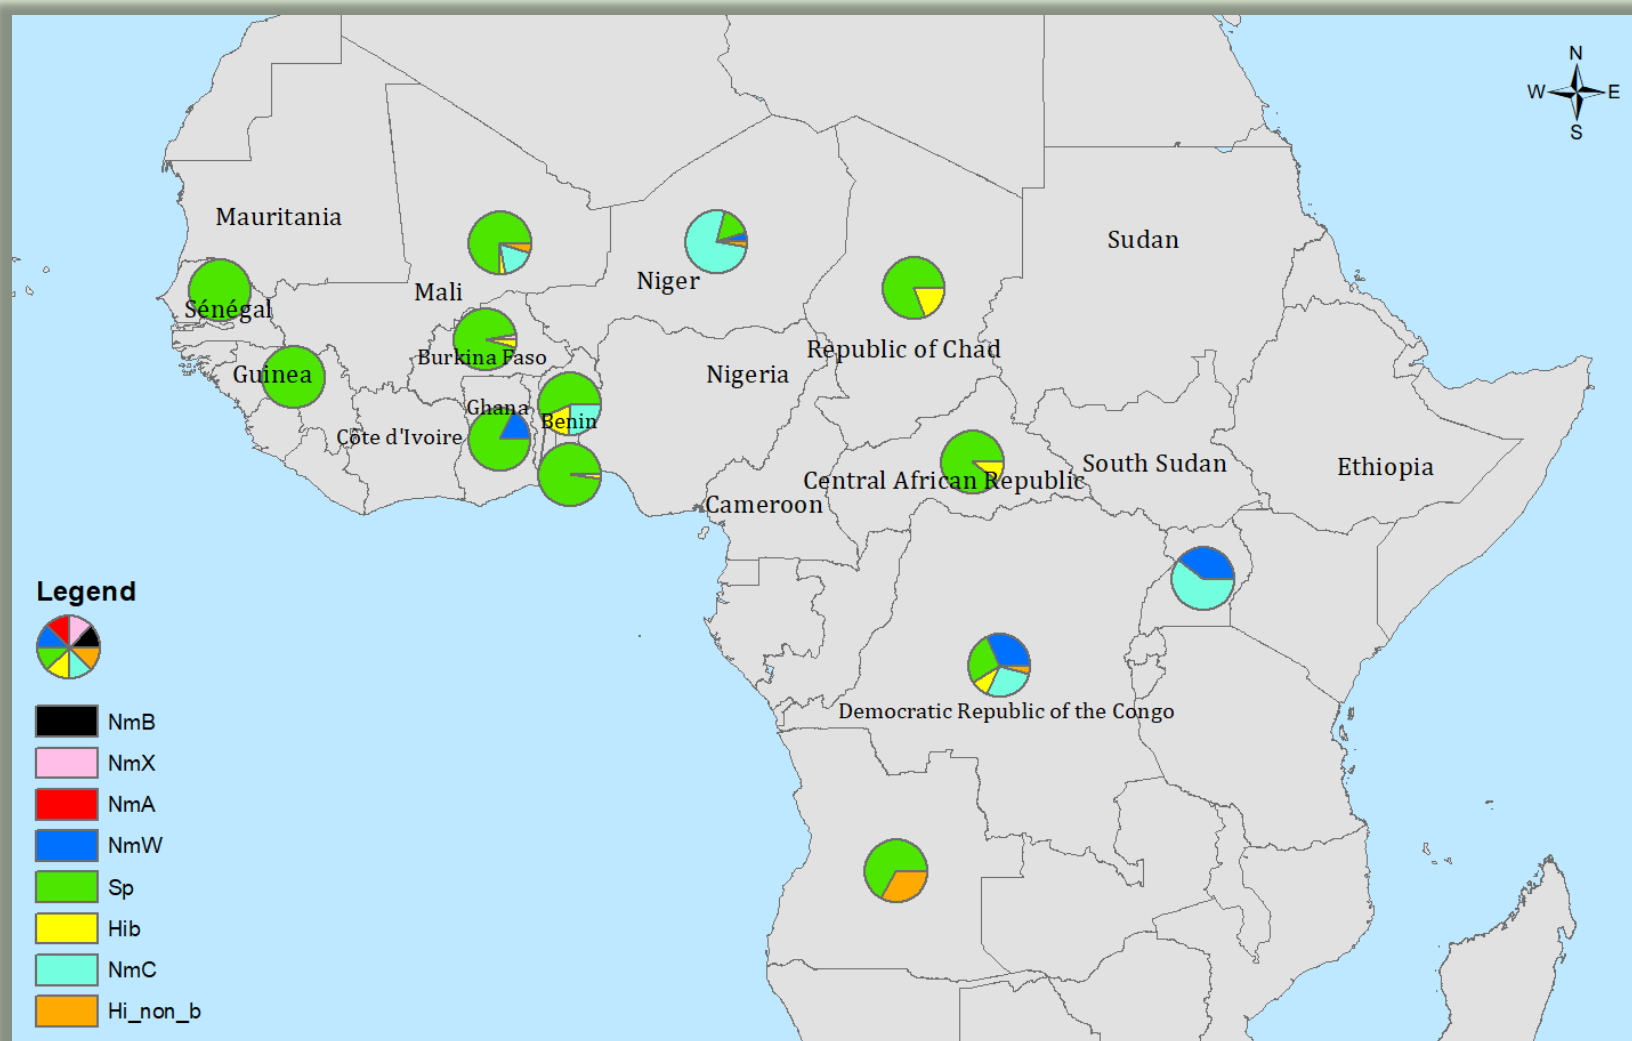 N
W E
S
Mauritania
Sudan
Niger
Mali
Sénégal
Republic of Chad
Burkina Faso
Guinea
Nigeria
Ghana
Benin
Côte d'Ivoire
South Sudan
Ethiopia
Central African Republic
Cameroon
Democratic Republic of the Congo
Legend
NmB
NmX
NmA
NmW
Sp
Hib
NmC
Hi_non_b